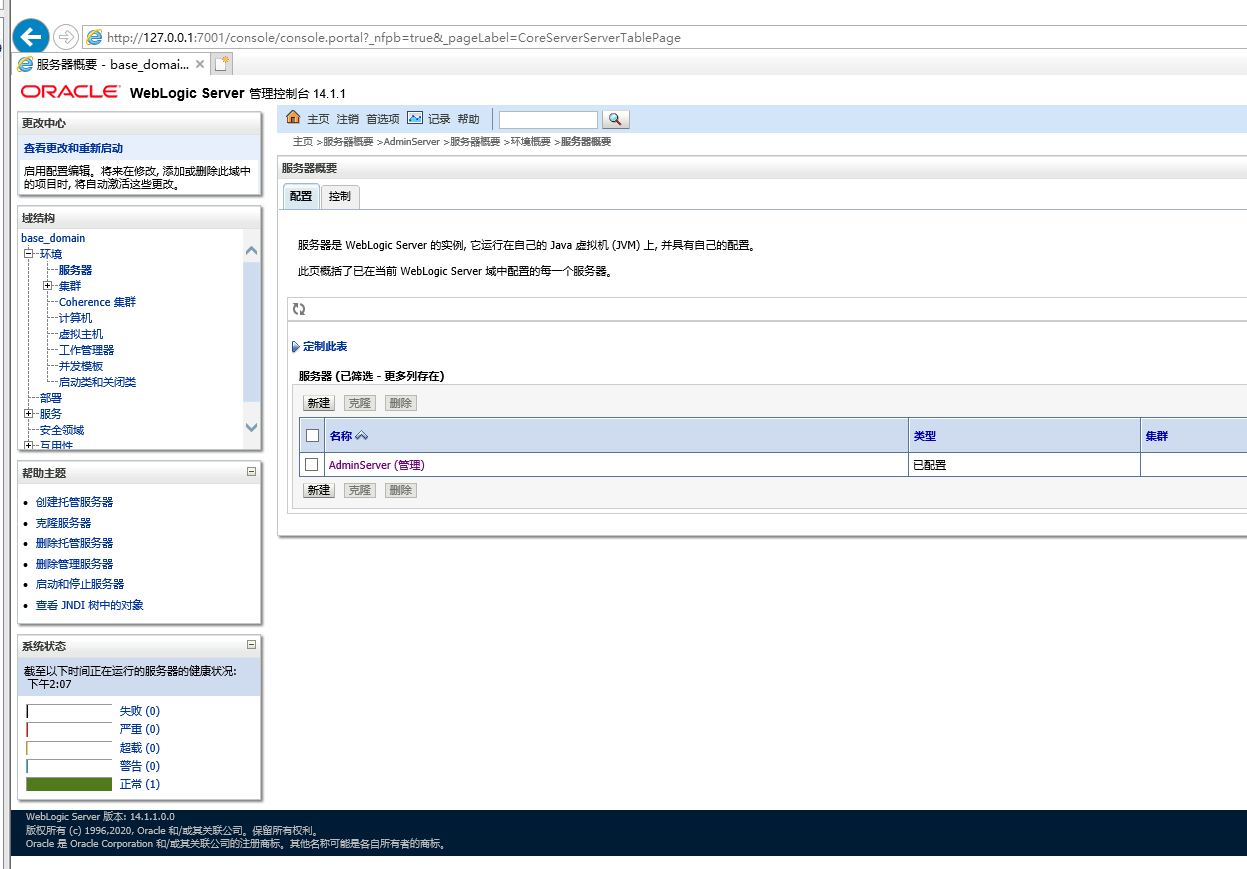 http://127.0.0.1:7001/console/console.portal?_nfpb=true&_pageLabel=CoreServerServerTablePage
服务器概要 - base_domai...
ORACLE WebLogic Server 管理控制台 14.1.1
更改中心
查看更改和重新启动
启用配置编辑。将来在修改, 添加或删除此域中
的项目时, 将自动激活这些更改。
域结构
base_domain
环境
服务器
集群
Coherence 集群
计算机
虚拟主机
工作管理器
并发模板
启动类和关闭类
部署
服务
安全领域
互用性
帮助主题
创建托管服务器
克隆服务器
删除托管服务器
删除管理服务器
启动和停止服务器
查看 JNDI 树中的对象
系统状态
截至以下时间正在运行的服务器的健康状况:
下午2:07
失败 (0)
严重 (0)
超载 (0)
警告 (0)
正常 (1)
主页 注销 首选项 记录 帮助
主页 >服务器概要 >AdminServer >服务器概要 >环境概要 >服务器概要
服务器概要
配置 控制
服务器是 WebLogic Server 的实例, 它运行在自己的 Java 虚拟机 (JVM) 上, 并具有自己的配置。
此页概括了已在当前 WebLogic Server 域中配置的每一个服务器。
定制此表
服务器 (已筛选 - 更多列存在)
新建 克隆 删除
名称 类型 集群
AdminServer (管理) 已配置
新建 克隆 删除
WebLogic Server 版本: 14.1.1.0.0
版权所有 (c) 1996,2020, Oracle 和/或其关联公司。保留所有权利。
Oracle 是 Oracle Corporation 和/或其关联公司的注册商标。其他名称可能是各自所有者的商标。